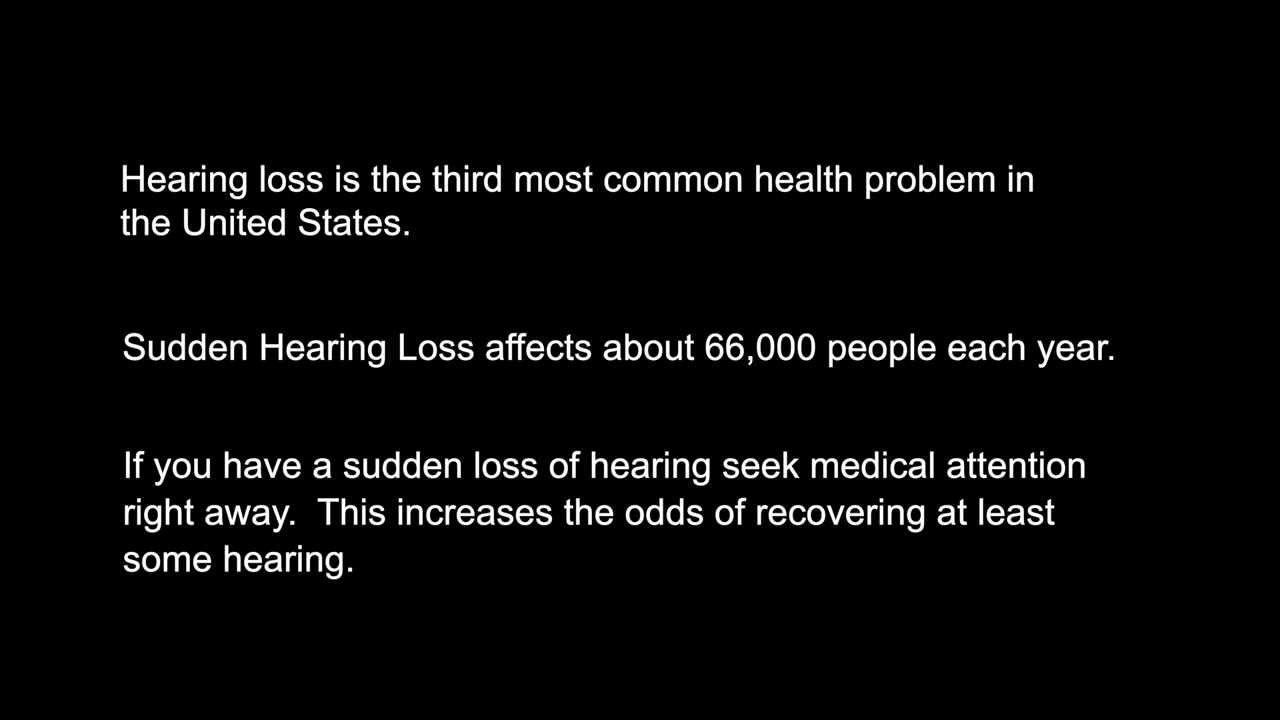 Hearing loss is the third most common health problem in
the United States.
Sudden Hearing Loss affects about 66,000 people each year.
If you have a sudden loss of hearing seek medical attention
right away.  This increases the odds of recovering at least
some hearing.